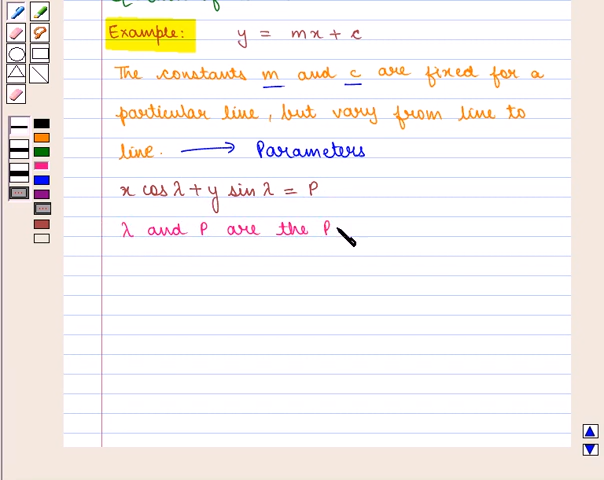 Example: y = mx + c
The constants m and c are fixed for a
particular line, but vary from line to
line. → Parameters
x cos λ + y sin λ = P
λ and P are the P